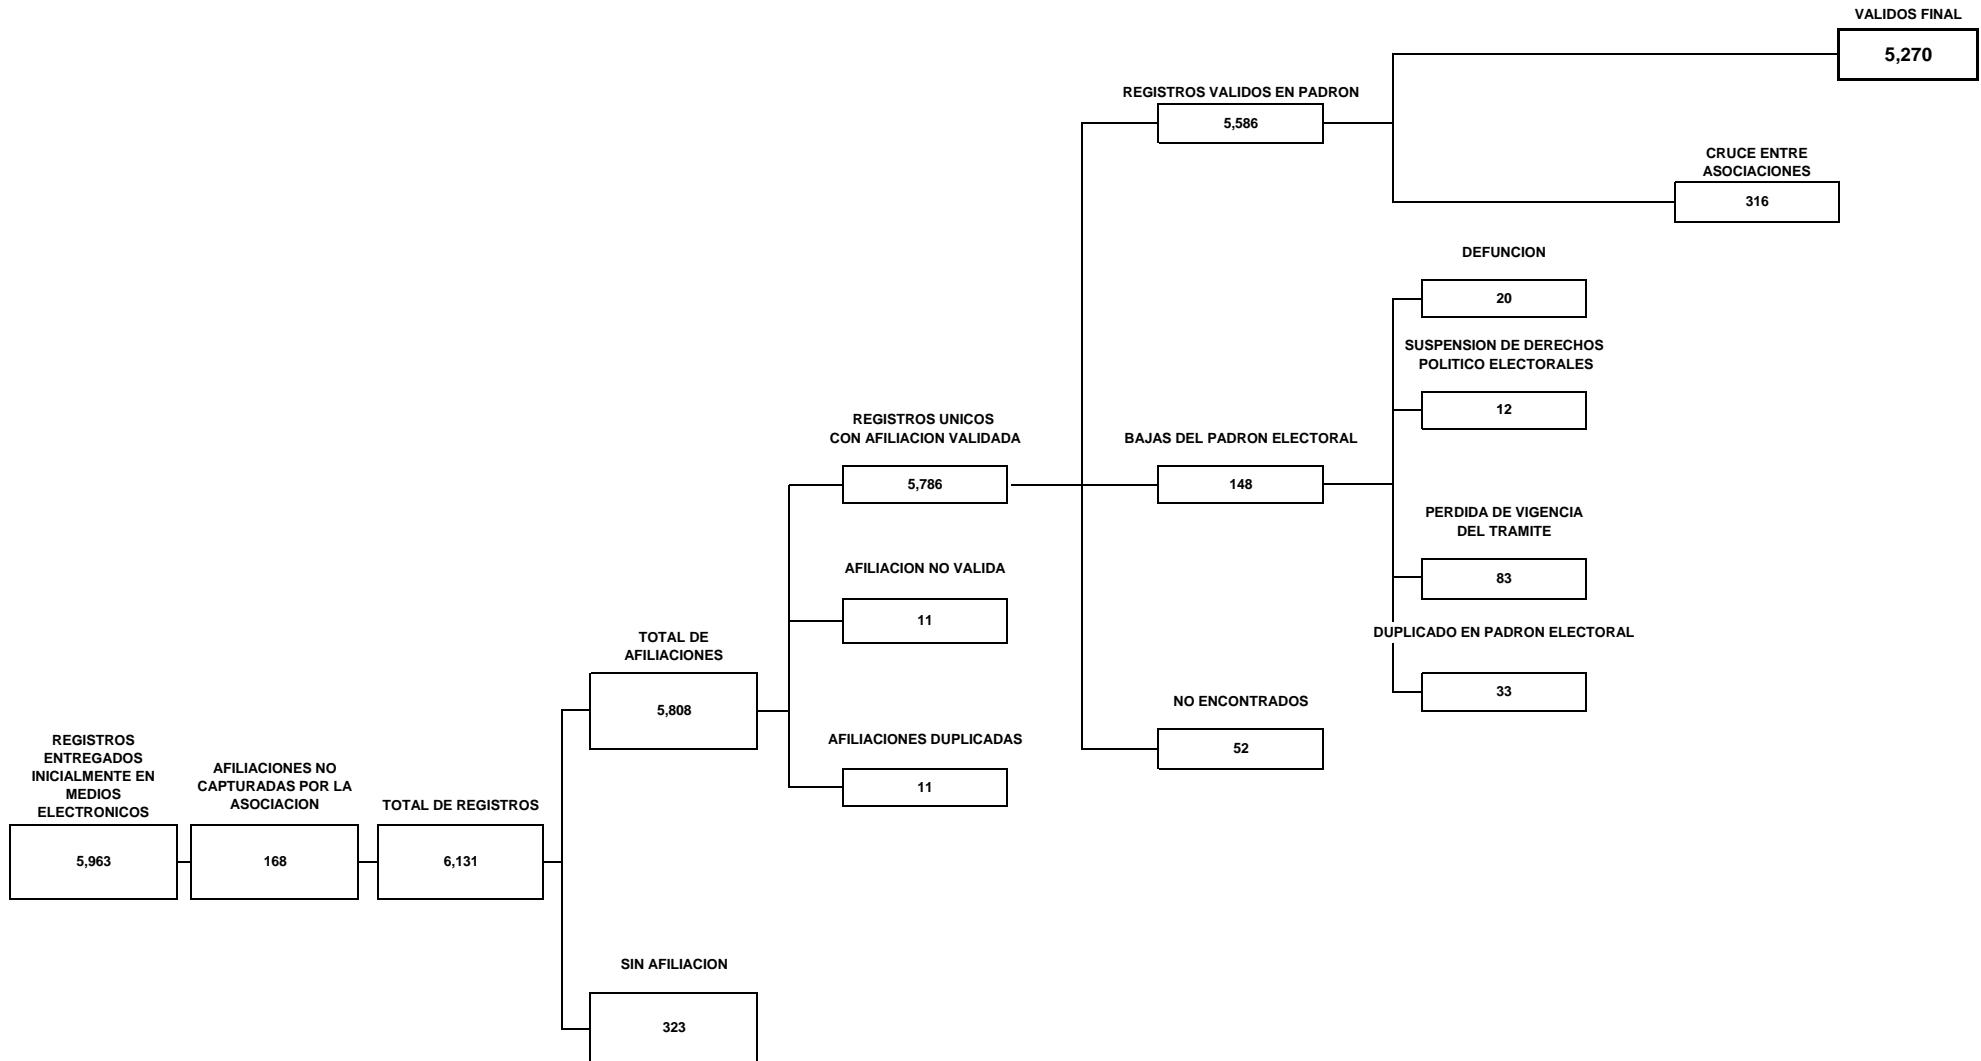 VALIDOS FINAL
5,270
REGISTROS VALIDOS EN PADRON
5,586
CRUCE ENTRE
ASOCIACIONES
316
DEFUNCION
20
SUSPENSION DE DERECHOS
POLITICO ELECTORALES
12
REGISTROS UNICOS
CON AFILIACION VALIDADA
5,786
BAJAS DEL PADRON ELECTORAL
148
PERDIDA DE VIGENCIA
DEL TRAMITE
83
AFILIACION NO VALIDA
11
DUPLICADO EN PADRON ELECTORAL
33
TOTAL DE
AFILIACIONES
5,808
NO ENCONTRADOS
52
AFILIACIONES DUPLICADAS
11
REGISTROS
ENTREGADOS
INICIALMENTE EN
MEDIOS
ELECTRONICOS
5,963
AFILIACIONES NO
CAPTURADAS POR LA
ASOCIACION
168
TOTAL DE REGISTROS
6,131
SIN AFILIACION
323